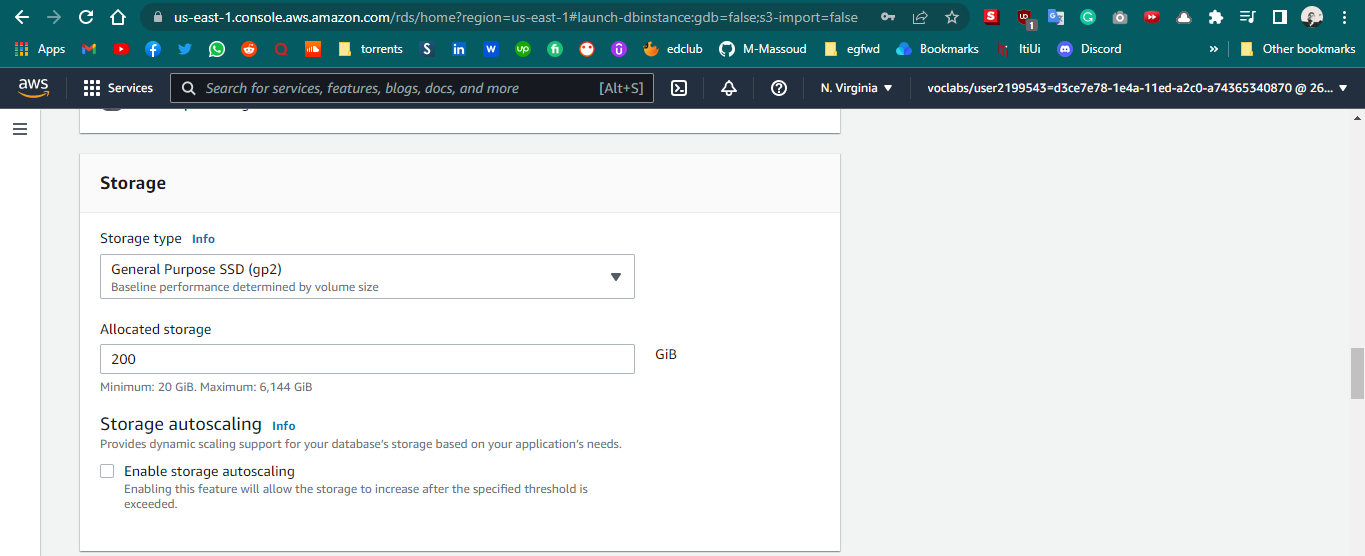 us-east-1.console.aws.amazon.com/rds/home?region=us-east-1#launch-dbinstance:gdb=false;s3-import=false
S
1
Apps
torrents
S
in
W
up
fi
edclub
M-Massoud
egfwd
Bookmarks
ItiUi
Discord
»
Other bookmarks
aws
Services
Search for services, features, blogs, docs, and more
[Alt+S]
N. Virginia
voclabs/user2199543=d3ce7e78-1e4a-11ed-a2c0-a74365340870 @ 26...
Storage
Storage type Info
General Purpose SSD (gp2)
Baseline performance determined by volume size
Allocated storage
200
GiB
Minimum: 20 GiB. Maximum: 6,144 GiB
Storage autoscaling Info
Provides dynamic scaling support for your database's storage based on your application's needs.
Enable storage autoscaling
Enabling this feature will allow the storage to increase after the specified threshold is
exceeded.